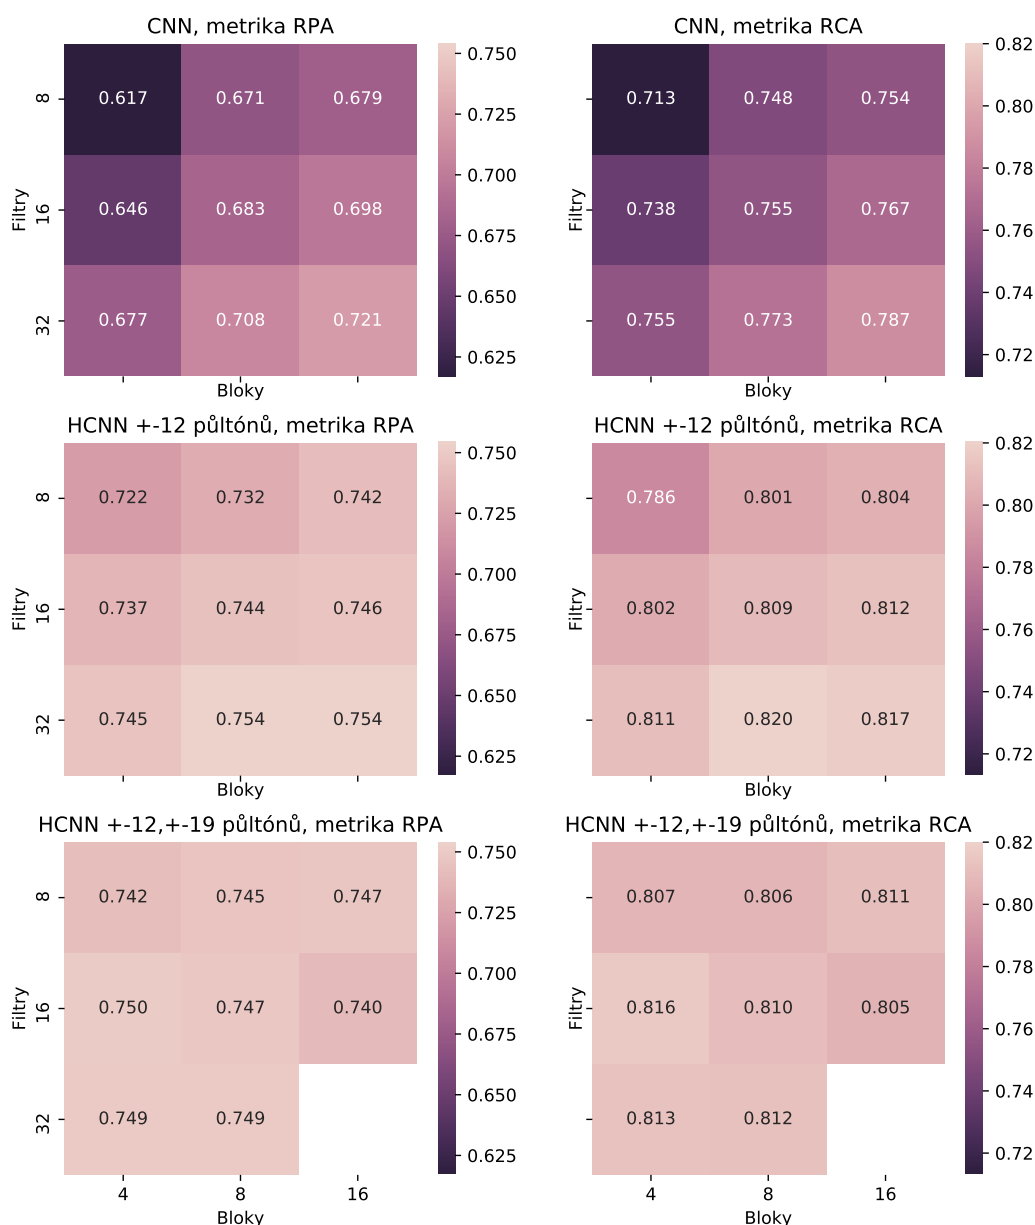 CNN, metrika RPA
CNN, metrika RCA
8
0.617 0.671 0.679
0.750
0.725
0.700
0.675
0.650
0.625
0.713 0.748 0.754
0.82
0.80
0.78
0.76
0.74
0.72
Filtry
16
0.646 0.683 0.698
Filtry
0.738 0.755 0.767
32
0.677 0.708 0.721
0.755 0.773 0.787
Bloky
Bloky
HCNN +-12 půltónů, metrika RPA
HCNN +-12 půltónů, metrika RCA
8
0.722 0.732 0.742
0.750
0.725
0.700
0.675
0.650
0.625
0.786 0.801 0.804
0.82
0.80
0.78
0.76
0.74
0.72
Filtry
16
0.737 0.744 0.746
Filtry
0.802 0.809 0.812
32
0.745 0.754 0.754
0.811 0.820 0.817
Bloky
Bloky
HCNN +-12,+-19 půltónů, metrika RPA
HCNN +-12,+-19 půltónů, metrika RCA
8
0.742 0.745 0.747
0.750
0.725
0.700
0.675
0.650
0.625
0.807 0.806 0.811
0.82
0.80
0.78
0.76
0.74
0.72
Filtry
16
0.750 0.747 0.740
Filtry
0.816 0.810 0.805
32
0.749 0.749
0.813 0.812
4 8 16
4 8 16
Bloky
Bloky